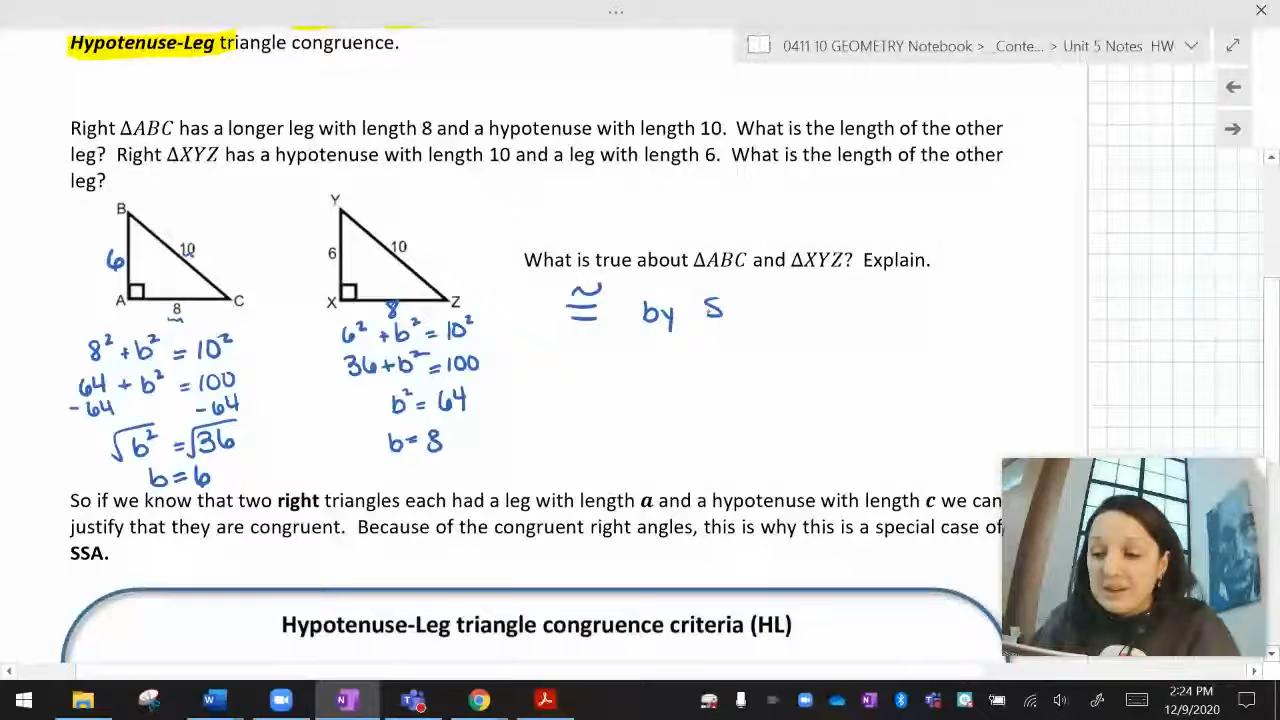 Hypotenuse-Leg triangle congruence.
0411 10 GEOMETRY Notebook > _Conte... > Unit 5 Notes HW
Right ΔABC has a longer leg with length 8 and a hypotenuse with length 10. What is the length of the other
leg? Right ΔXYZ has a hypotenuse with length 10 and a leg with length 6. What is the length of the other
leg?
B
10
6
A
8
C
8² + b² = 10²
64 + b² = 100
-64 -64
√b² = √36
b = 6
Y
6
10
X
8
Z
6² + b² = 10²
36 + b² = 100
b² = 64
b = 8
What is true about ΔABC and ΔXYZ? Explain.
≅ by S
So if we know that two right triangles each had a leg with length a and a hypotenuse with length c we can
justify that they are congruent. Because of the congruent right angles, this is why this is a special case of
SSA.
Hypotenuse-Leg triangle congruence criteria (HL)
2:24 PM
12/9/2020